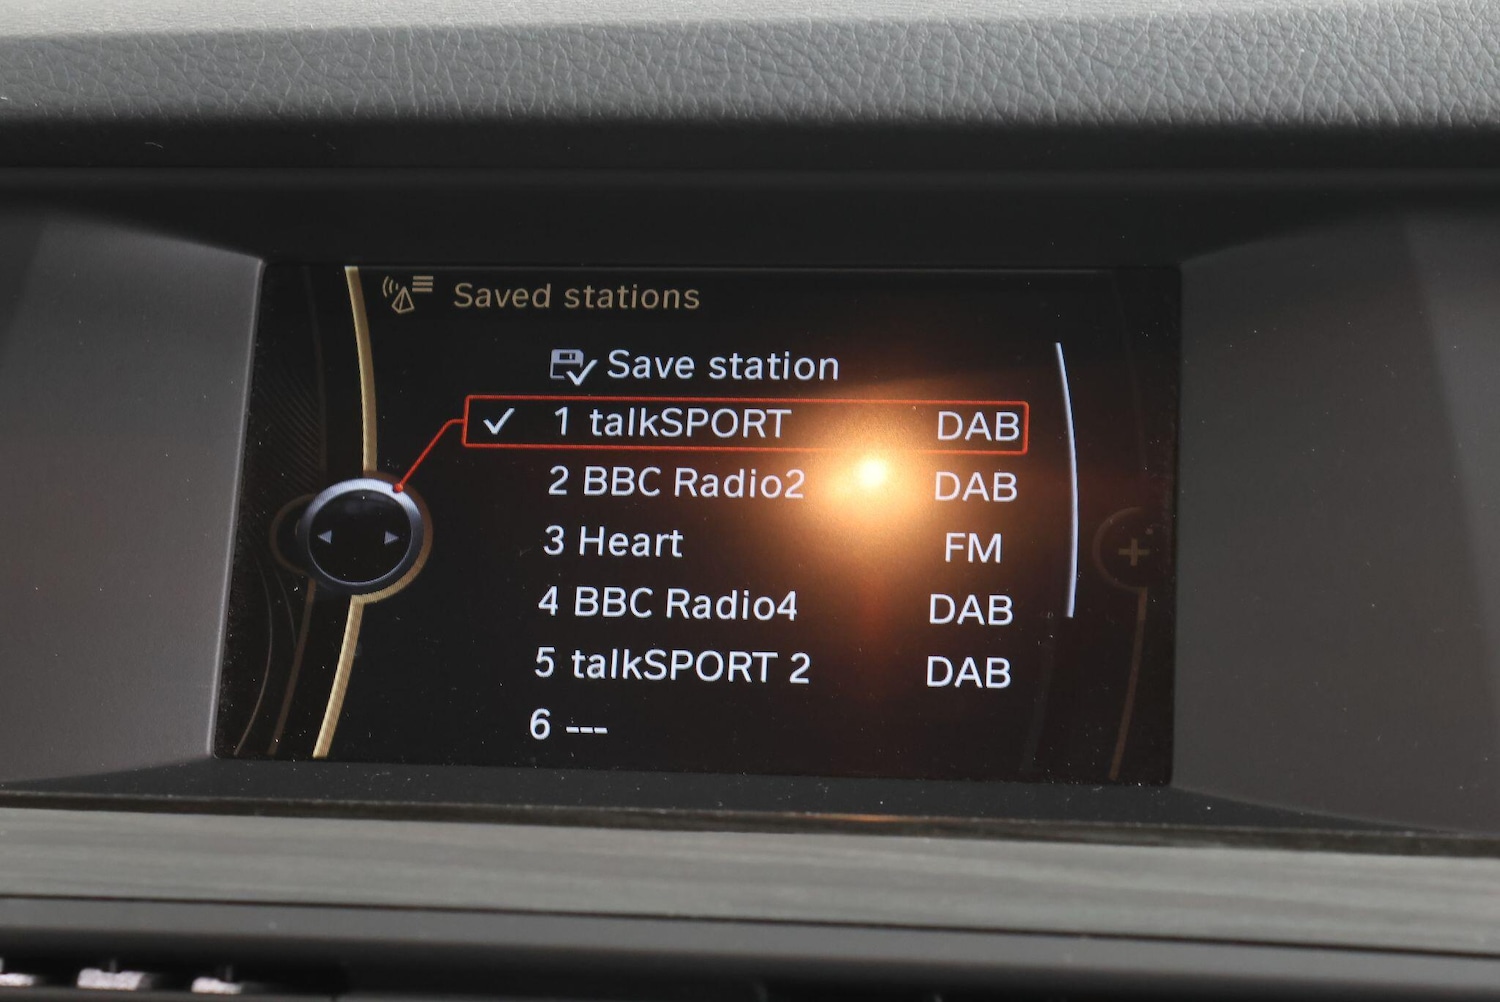 Saved stations
Save station
1 talkSPORT DAB
2 BBC Radio2 DAB
3 Heart FM
4 BBC Radio4 DAB
5 talkSPORT 2 DAB
6 ---